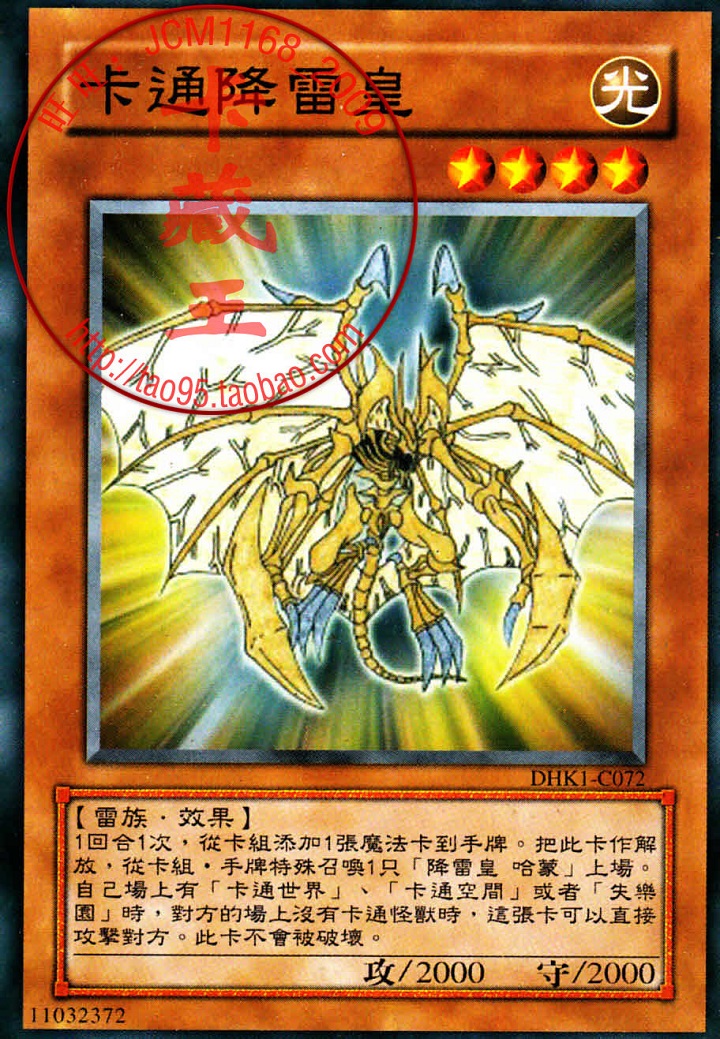 卡通降雷皇
光
旺旺：JCM1168_2009
卡藏王
http://tao95.taobao.com
DHK1-C072
【雷族·效果】
1回合1次，從卡組添加1張魔法卡到手牌。把此卡作解
放，從卡組·手牌特殊召喚1只「降雷皇 哈蒙」上場。
自己場上有「卡通世界」、「卡通空間」或者「失樂
園」時，對方的場上沒有卡通怪獸時，這張卡可以直接
攻擊對方。此卡不會被破壞。
攻/2000 守/2000
11032372